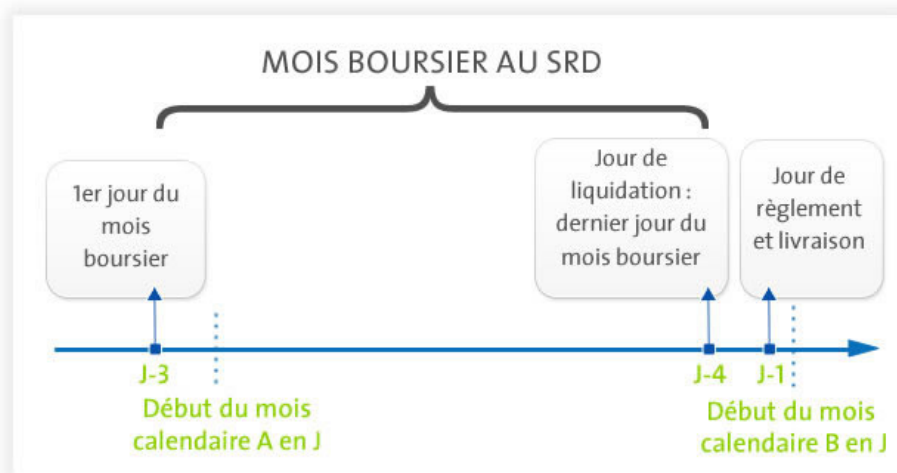 MOIS BOURSIER AU SRD
1er jour du
mois
boursier
Jour de
liquidation :
dernier jour du
mois boursier
Jour de
règlement
et livraison
J-3
J-4
J-1
Début du mois
calendaire A en J
Début du mois
calendaire B en J